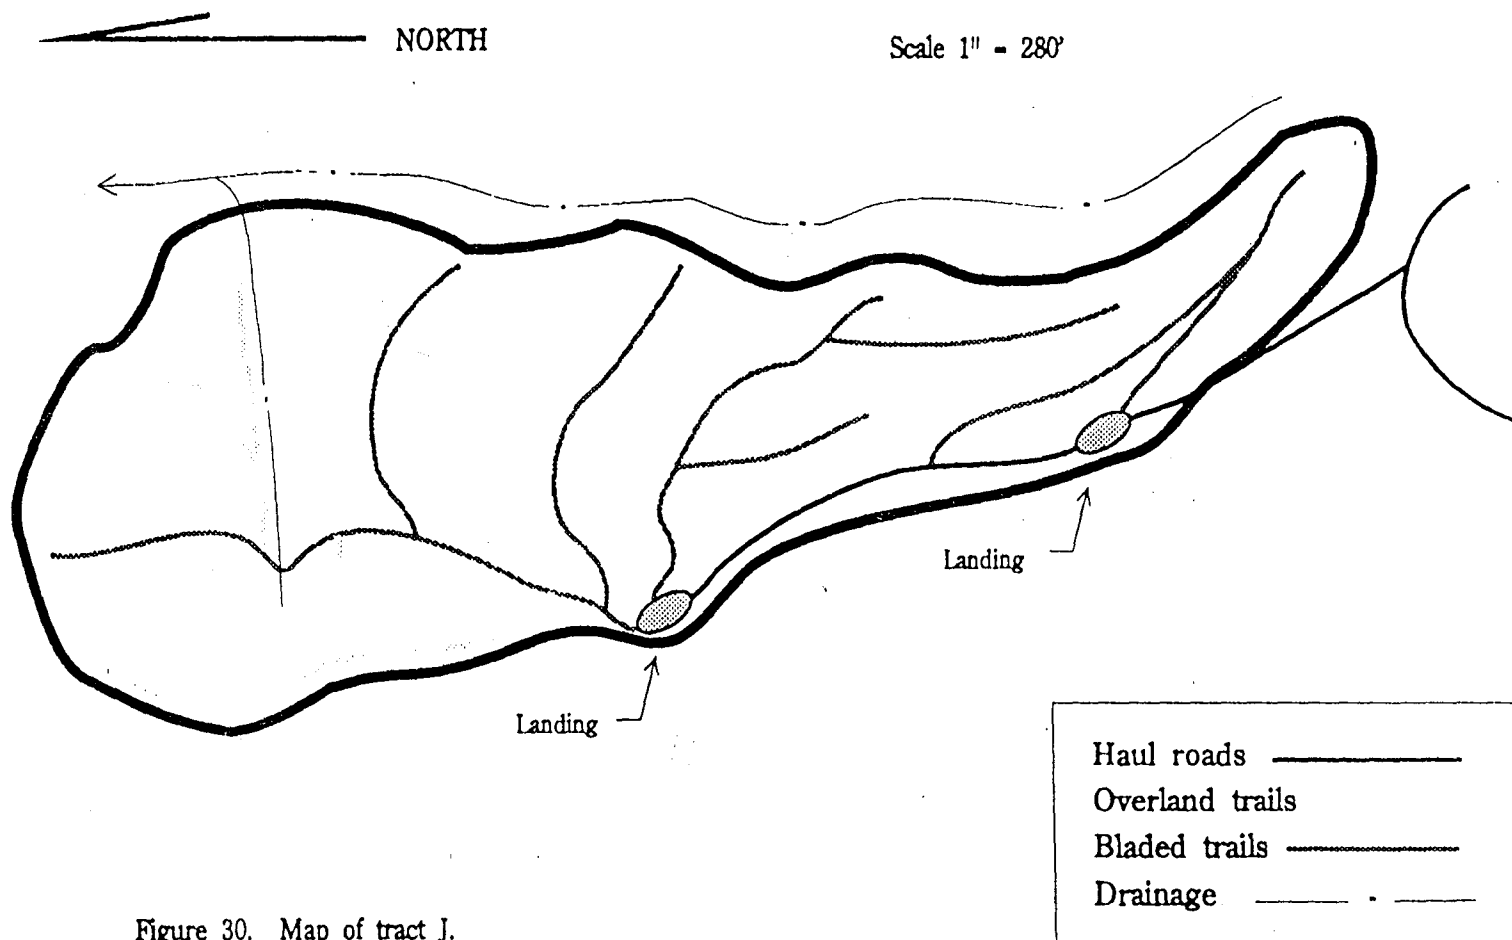 NORTH
Scale 1" = 280'
Landing
Landing
Haul roads
Overland trails
Bladed trails
Drainage
Figure 30. Map of tract J.